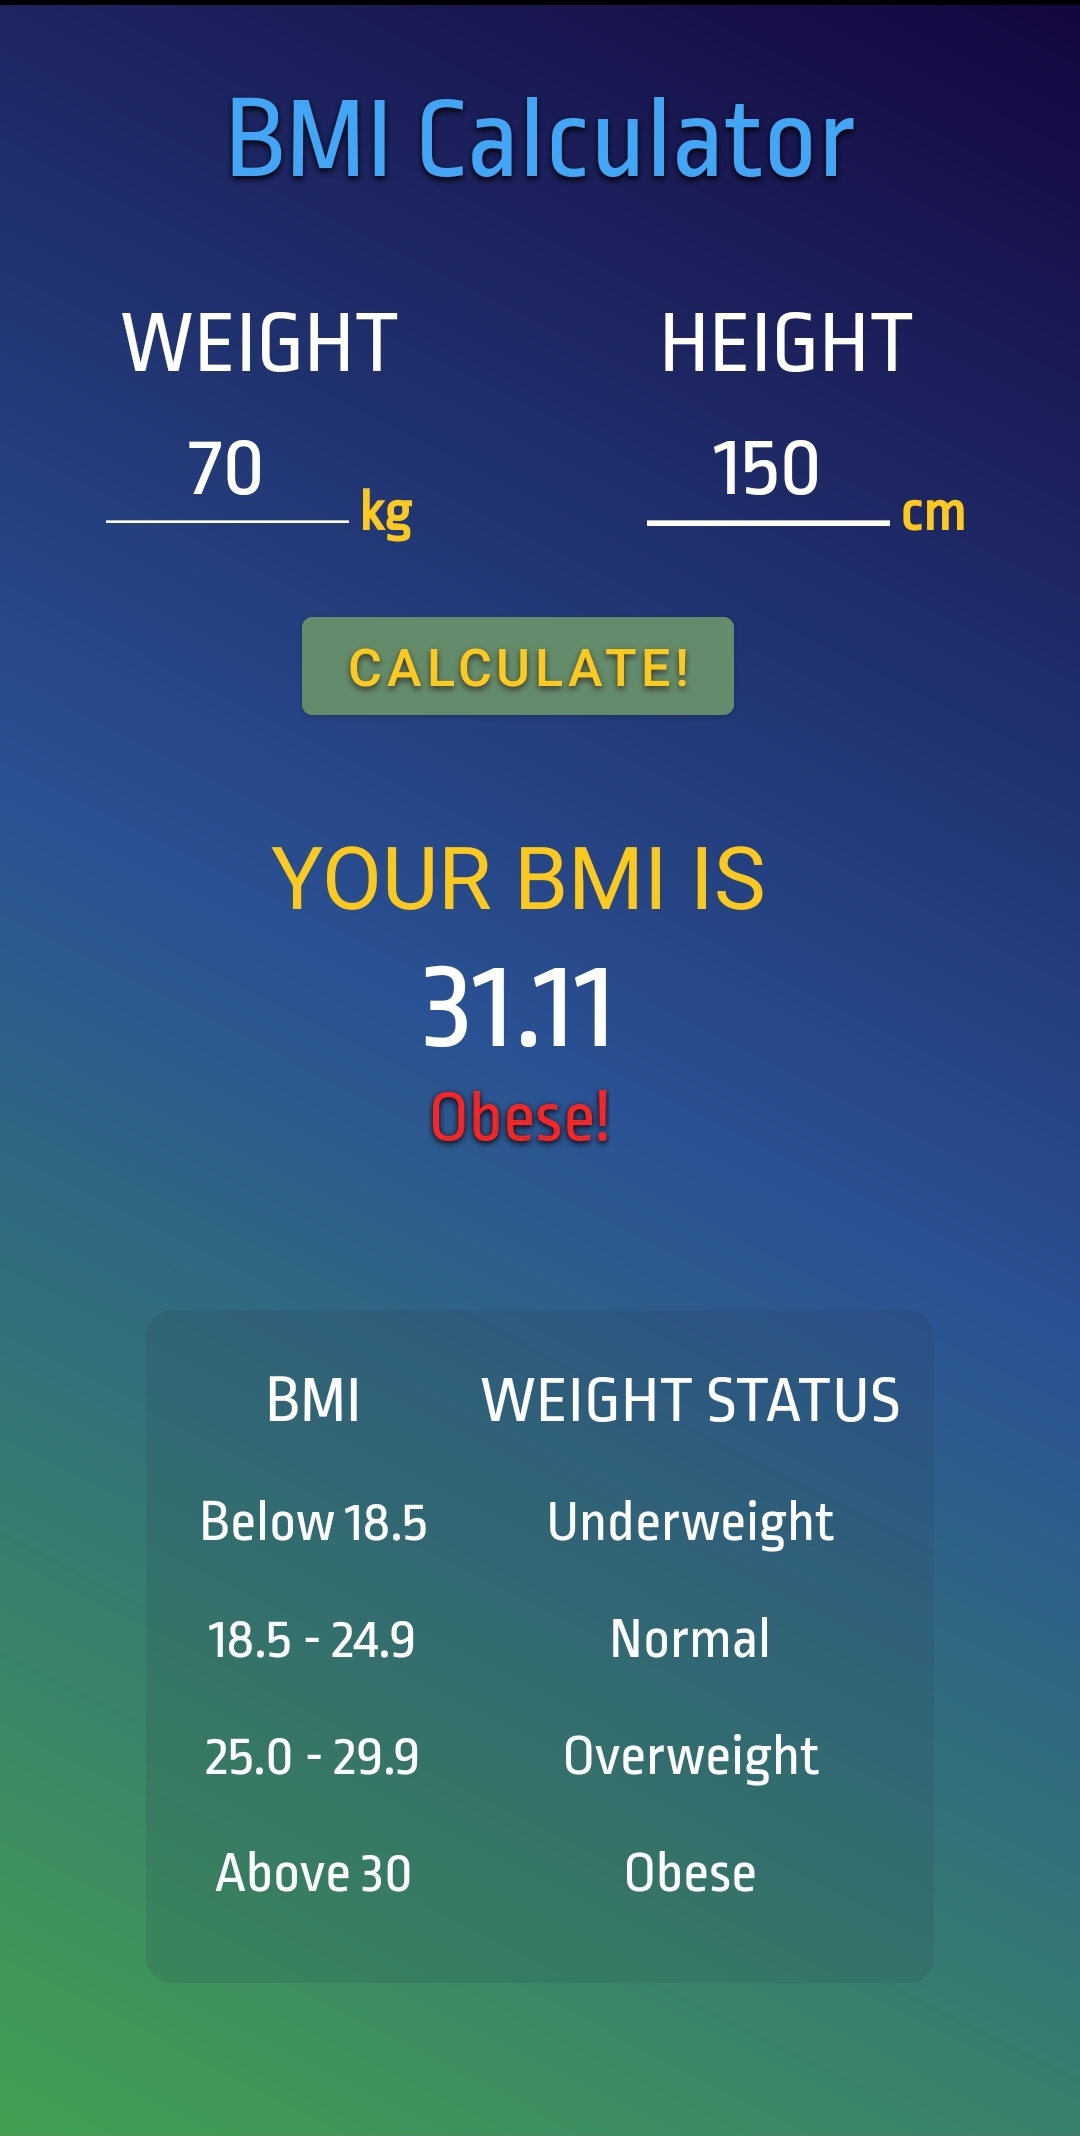 BMI Calculator
WEIGHT HEIGHT
70 kg 150 cm
CALCULATE!
YOUR BMI IS
31.11
Obese!
BMI WEIGHT STATUS
Below 18.5 Underweight
18.5 - 24.9 Normal
25.0 - 29.9 Overweight
Above 30 Obese